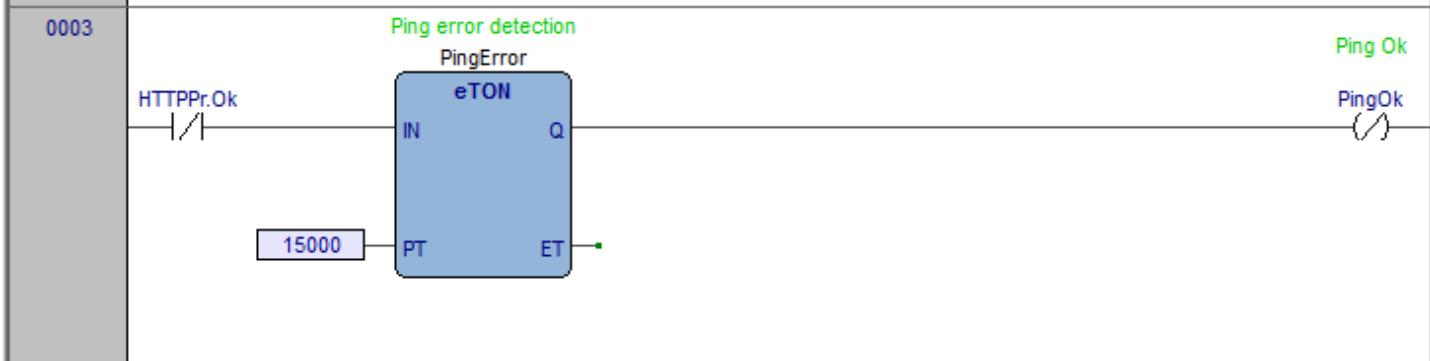 0003
Ping error detection
PingError
Ping Ok
HTTPPr.Ok
eTON
PingOk
IN
Q
15000
PT
ET